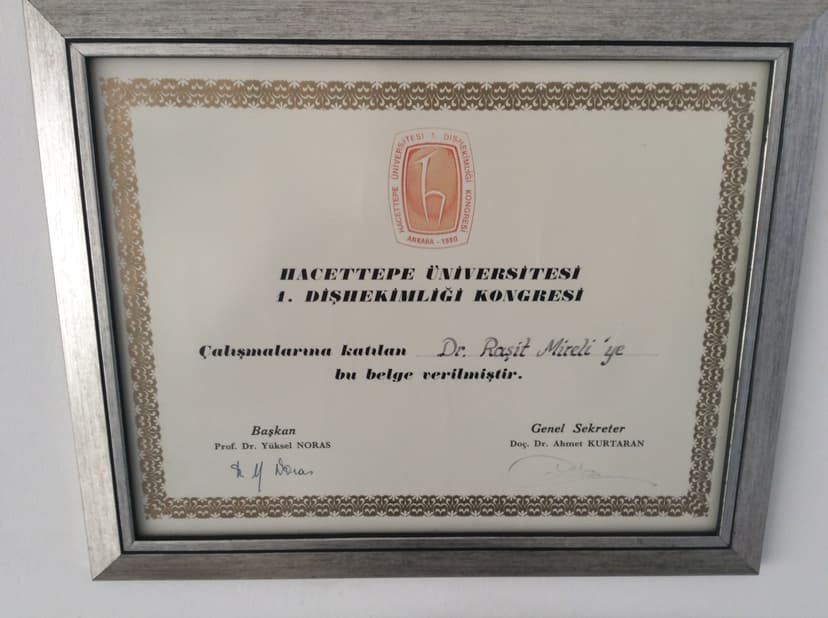 HACETTEPE ÜNİVERSİTESİ 1. DİŞHEKİMLİĞİ KONGRESİ
ANKARA - 1980
HACETTEPE ÜNİVERSİTESİ
1. DİŞHEKİMLİĞİ KONGRESİ
Çalışmalarına katılan Dr. Raşit Mireli'ye
bu belge verilmiştir.
Başkan
Prof. Dr. Yüksel NORAS
Genel Sekreter
Doç. Dr. Ahmet KURTARAN